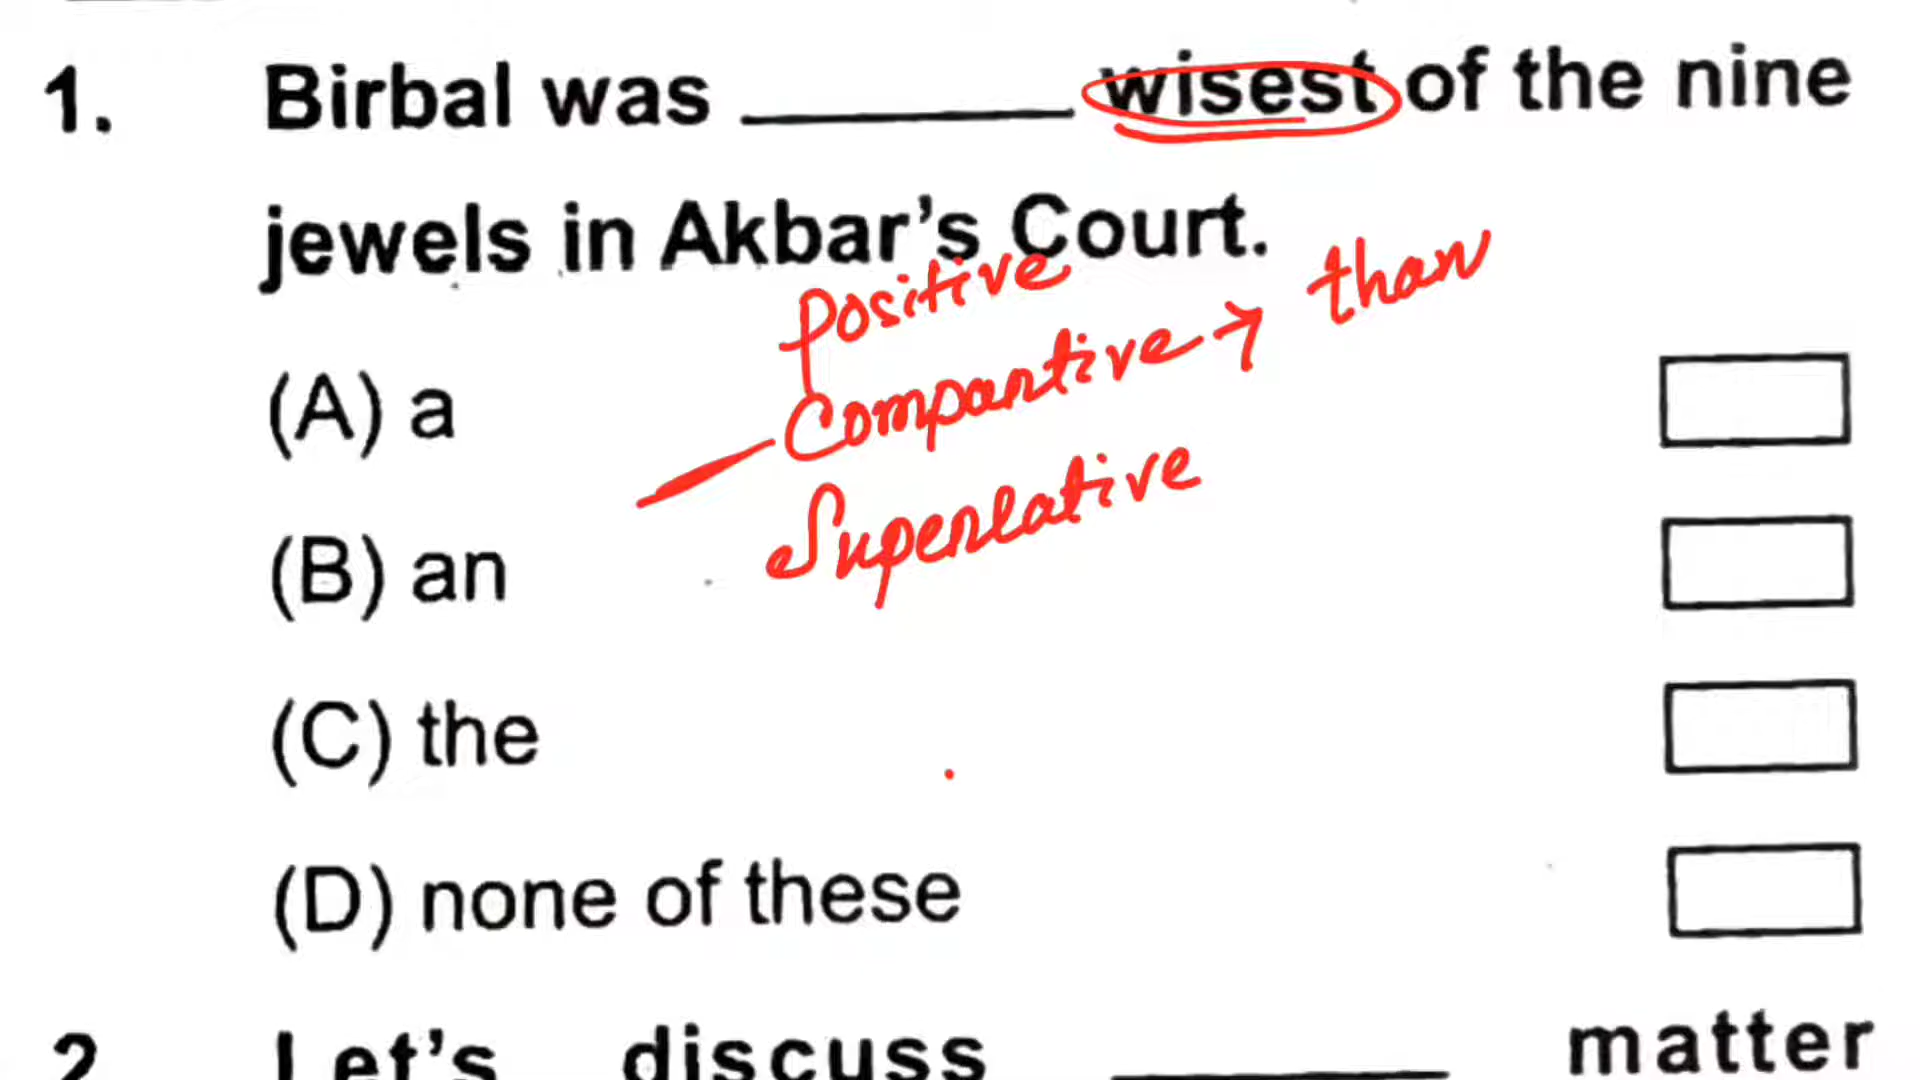 1. Birbal was ________ wisest of the nine
jewels in Akbar's Court.
positive
Compartive → than
Superlative
(A) a
(B) an
(C) the
(D) none of these
2 Let's discuss ________ matter